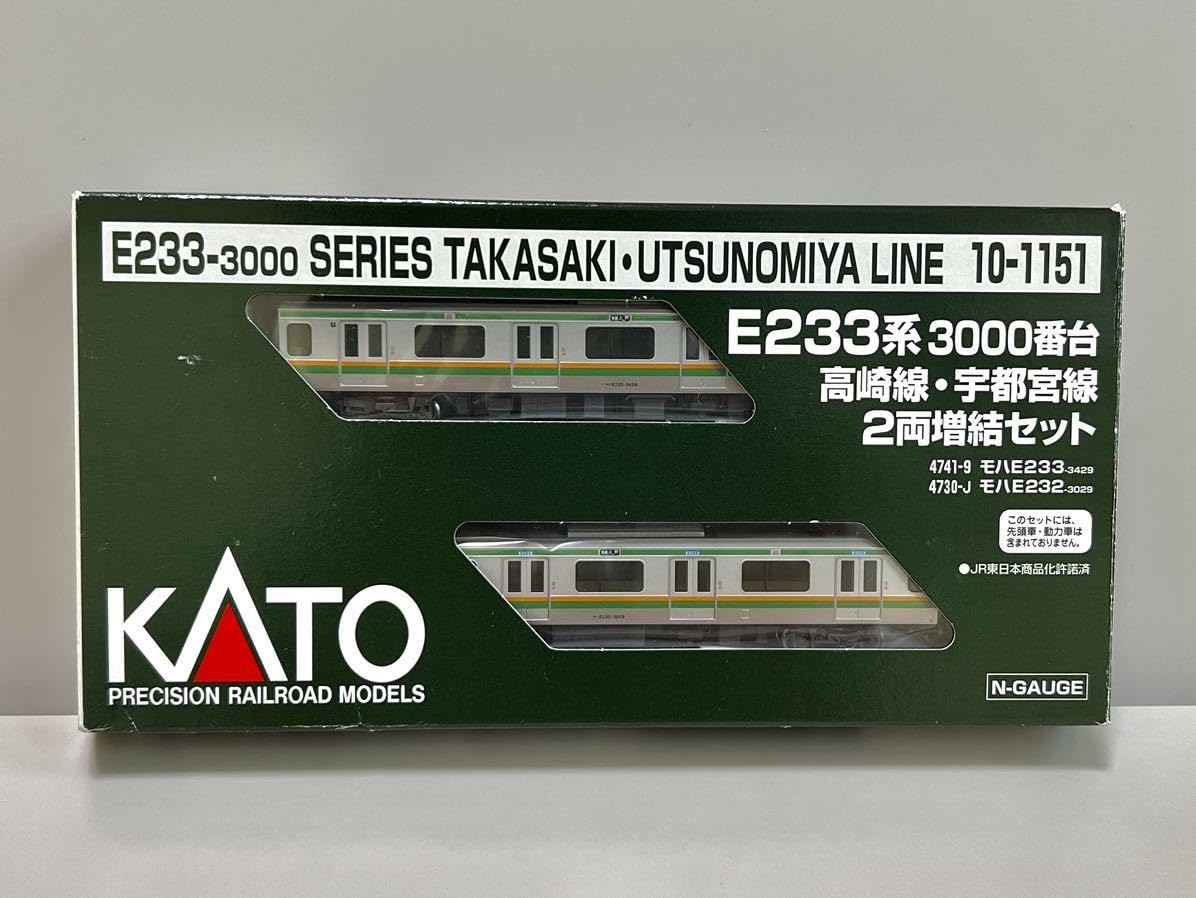 E233-3000 SERIES TAKASAKI・UTSUNOMIYA LINE 10-1151
E233系 3000番台
高崎線・宇都宮線
2両増結セット
4741-9 モハE233-3429
4730-J モハE232-3029
このセットには、
先頭車・動力車は
含まれておりません。
●JR東日本商品化許諾済
KATO
PRECISION RAILROAD MODELS
N-GAUGE